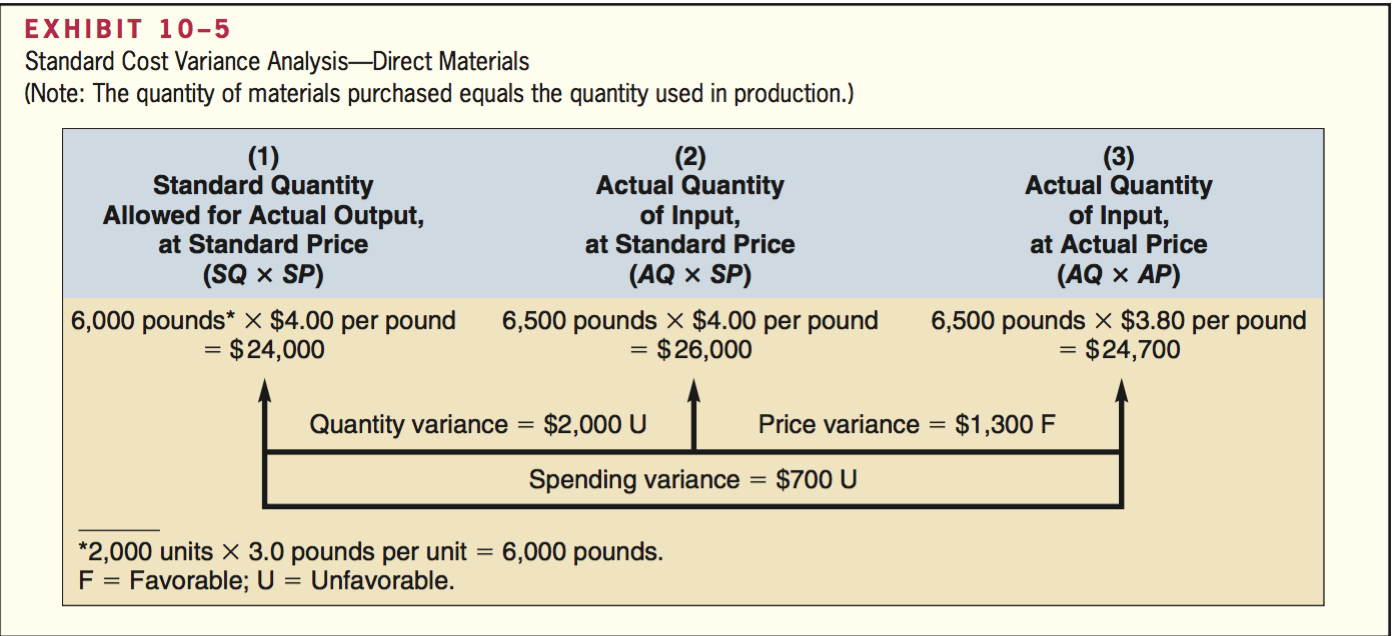 EXHIBIT 10–5
Standard Cost Variance Analysis—Direct Materials
(Note: The quantity of materials purchased equals the quantity used in production.)
(1)
Standard Quantity
Allowed for Actual Output,
at Standard Price
(SQ × SP)
(2)
Actual Quantity
of Input,
at Standard Price
(AQ × SP)
(3)
Actual Quantity
of Input,
at Actual Price
(AQ × AP)
6,000 pounds* × $4.00 per pound
= $24,000
6,500 pounds × $4.00 per pound
= $26,000
6,500 pounds × $3.80 per pound
= $24,700
Quantity variance = $2,000 U
Price variance = $1,300 F
Spending variance = $700 U
*2,000 units × 3.0 pounds per unit = 6,000 pounds.
F = Favorable; U = Unfavorable.